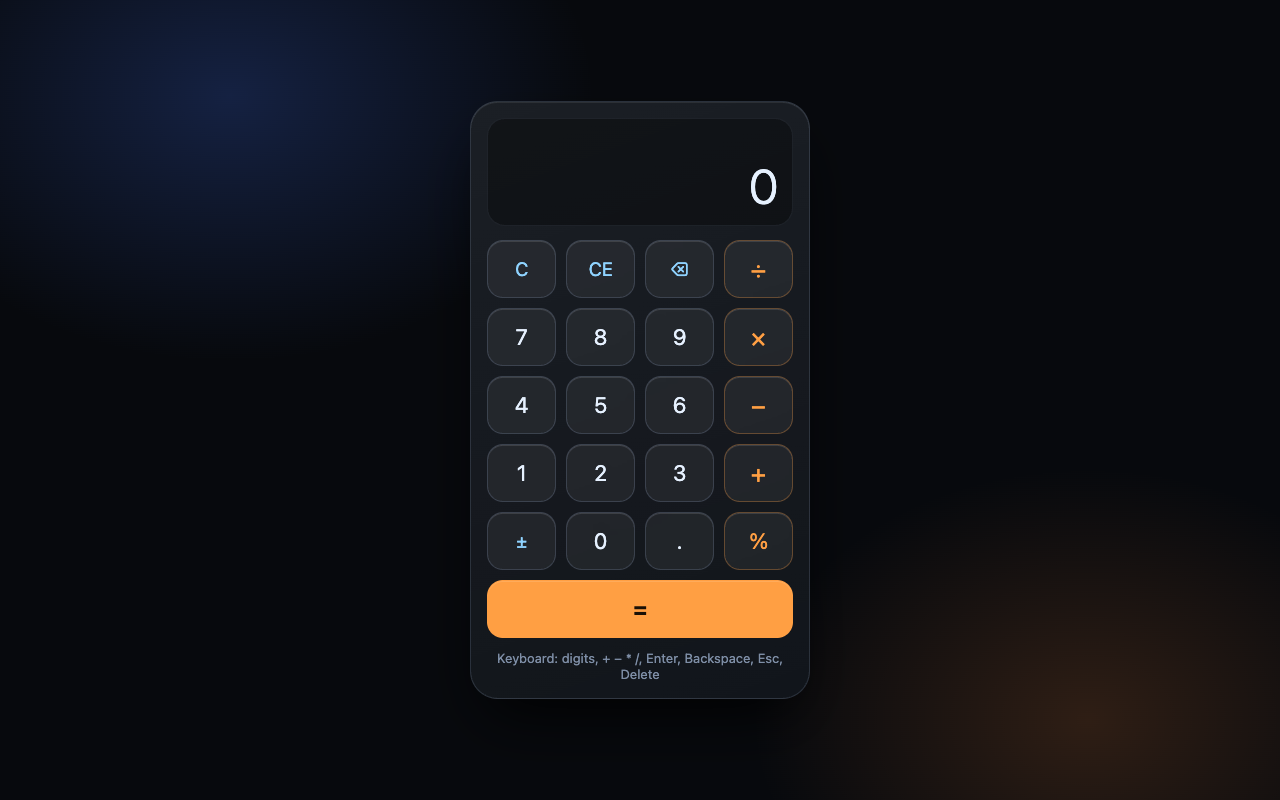 0
C CE ÷
7 8 9 ×
4 5 6 −
1 2 3 +
± 0 . %
=
Keyboard: digits, + − * /, Enter, Backspace, Esc,
Delete